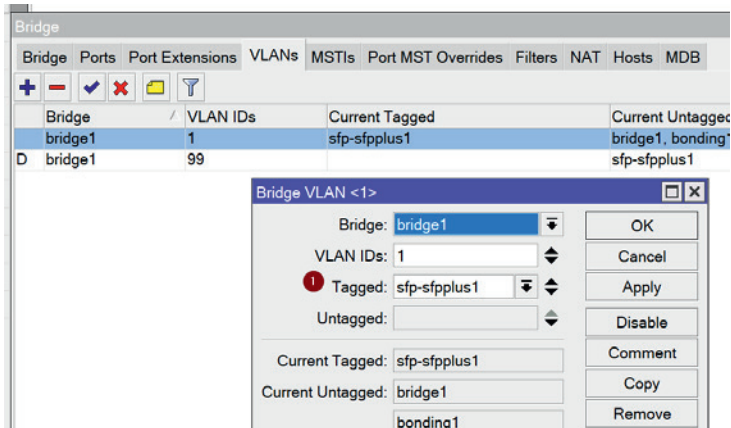 Bridge
Bridge Ports Port Extensions VLANs MSTIs Port MST Overrides Filters NAT Hosts MDB
Bridge VLAN IDs Current Tagged Current Untagged
bridge1 1 sfp-sfpplus1 bridge1, bonding1
D bridge1 99 sfp-sfpplus1
Bridge VLAN <1>
Bridge: bridge1 OK
VLAN IDs: 1 Cancel
1 Tagged: sfp-sfpplus1 Apply
Untagged: Disable
Comment
Current Tagged: sfp-sfpplus1
Copy
Current Untagged: bridge1
Remove
bonding1